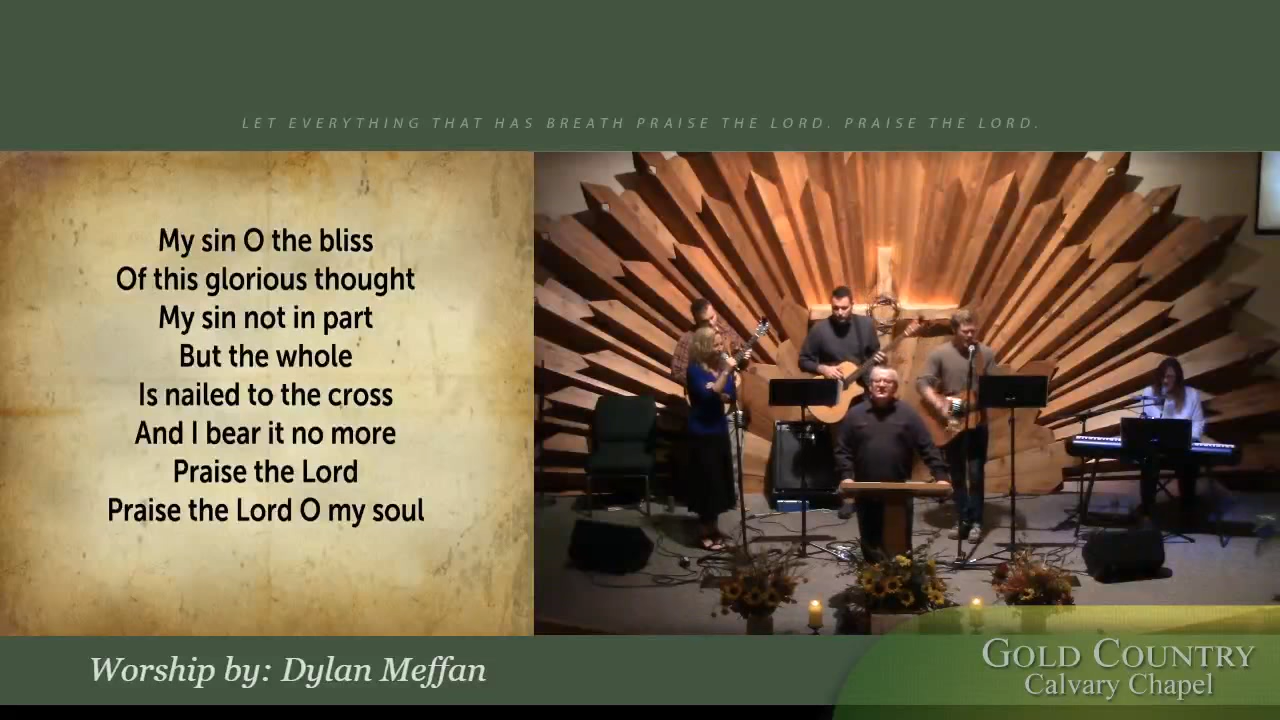 LET EVERYTHING THAT HAS BREATH PRAISE THE LORD. PRAISE THE LORD.
My sin O the bliss
Of this glorious thought
My sin not in part
But the whole
Is nailed to the cross
And I bear it no more
Praise the Lord
Praise the Lord O my soul
Worship by: Dylan Meffan
GOLD COUNTRY
Calvary Chapel